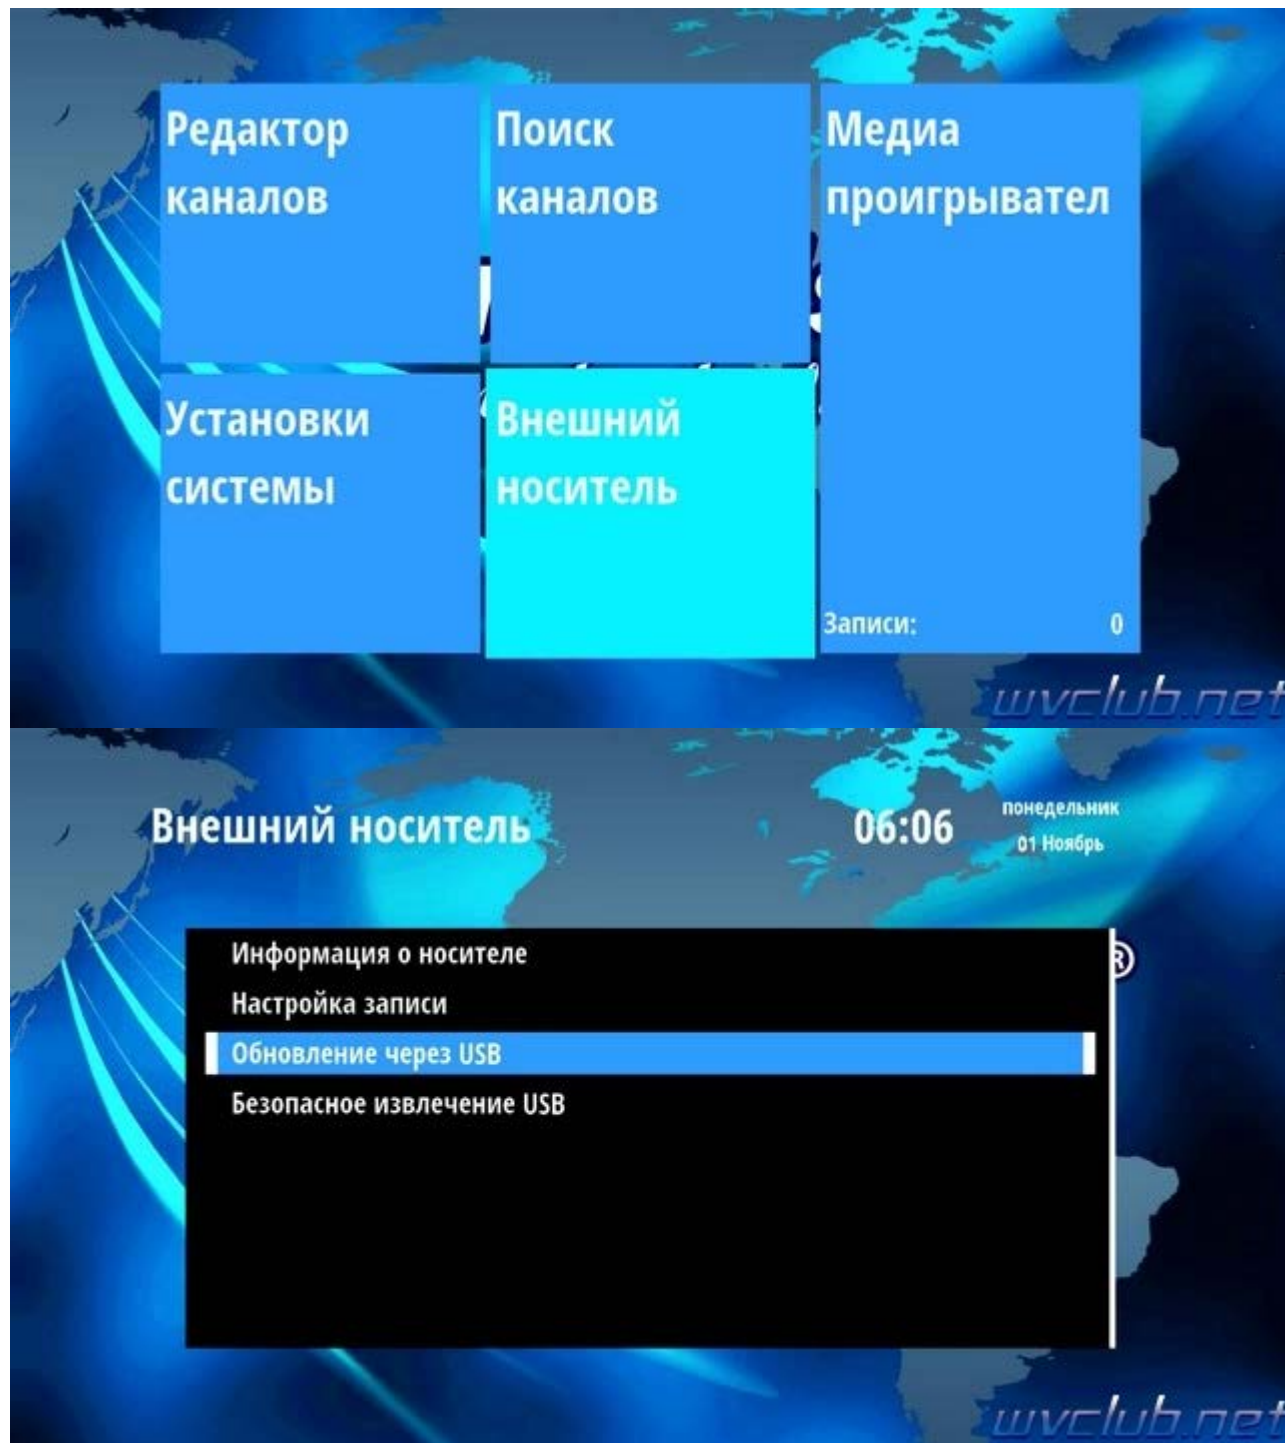 Редактор
каналов
Поиск
каналов
Медиа
проигрывател
Установки
системы
Внешний
носитель
Записи: 0
wvclub.net
Внешний носитель
06:06
понедельник
01 Ноябрь
Информация о носителе
Настройка записи
Обновление через USB
Безопасное извлечение USB
®
wvclub.net